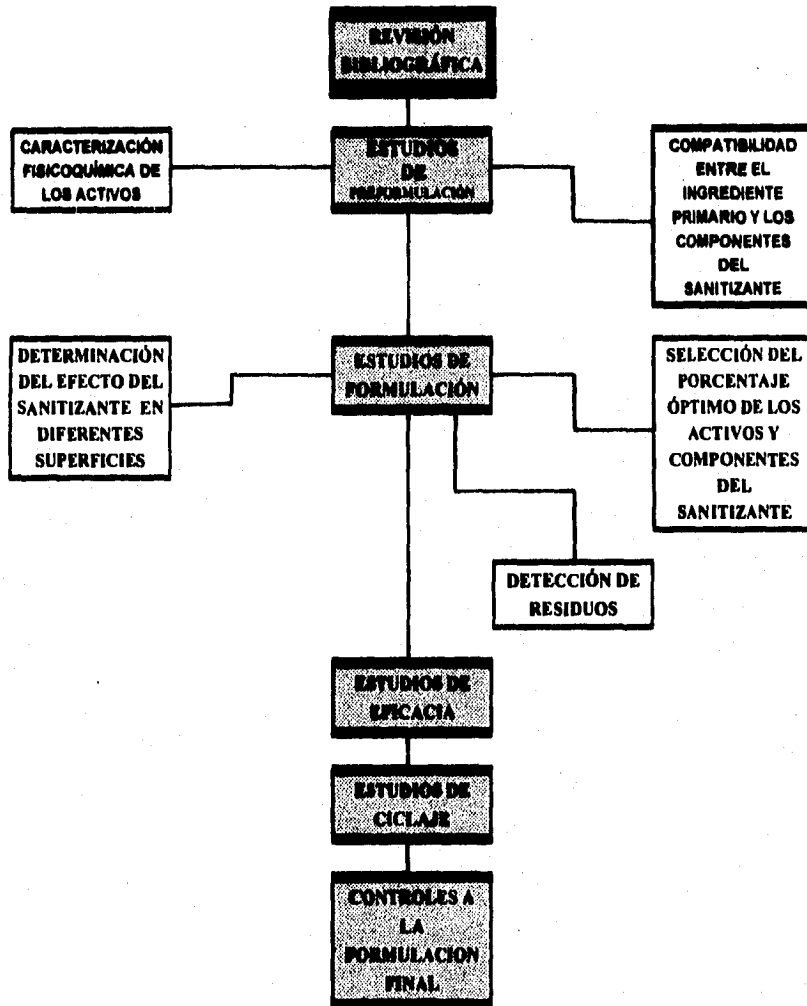 REVISIÓN
BIBLIOGRÁFICA
CARACTERIZACIÓN
FISICOQUÍMICA DE
LOS ACTIVOS
ESTUDIOS
DE
PREFORMULACIÓN
COMPATIBILIDAD
ENTRE EL
INGREDIENTE
PRIMARIO Y LOS
COMPONENTES
DEL
SANITIZANTE
DETERMINACIÓN
DEL EFECTO DEL
SANITIZANTE EN
DIFERENTES
SUPERFICIES
ESTUDIOS DE
FORMULACIÓN
SELECCIÓN DEL
PORCENTAJE
ÓPTIMO DE LOS
ACTIVOS Y
COMPONENTES
DEL
SANITIZANTE
DETECCIÓN DE
RESIDUOS
ESTUDIOS DE
EFICACIA
ESTUDIOS DE
CICLAJE
CONTROLES A
LA
FORMULACION
FINAL